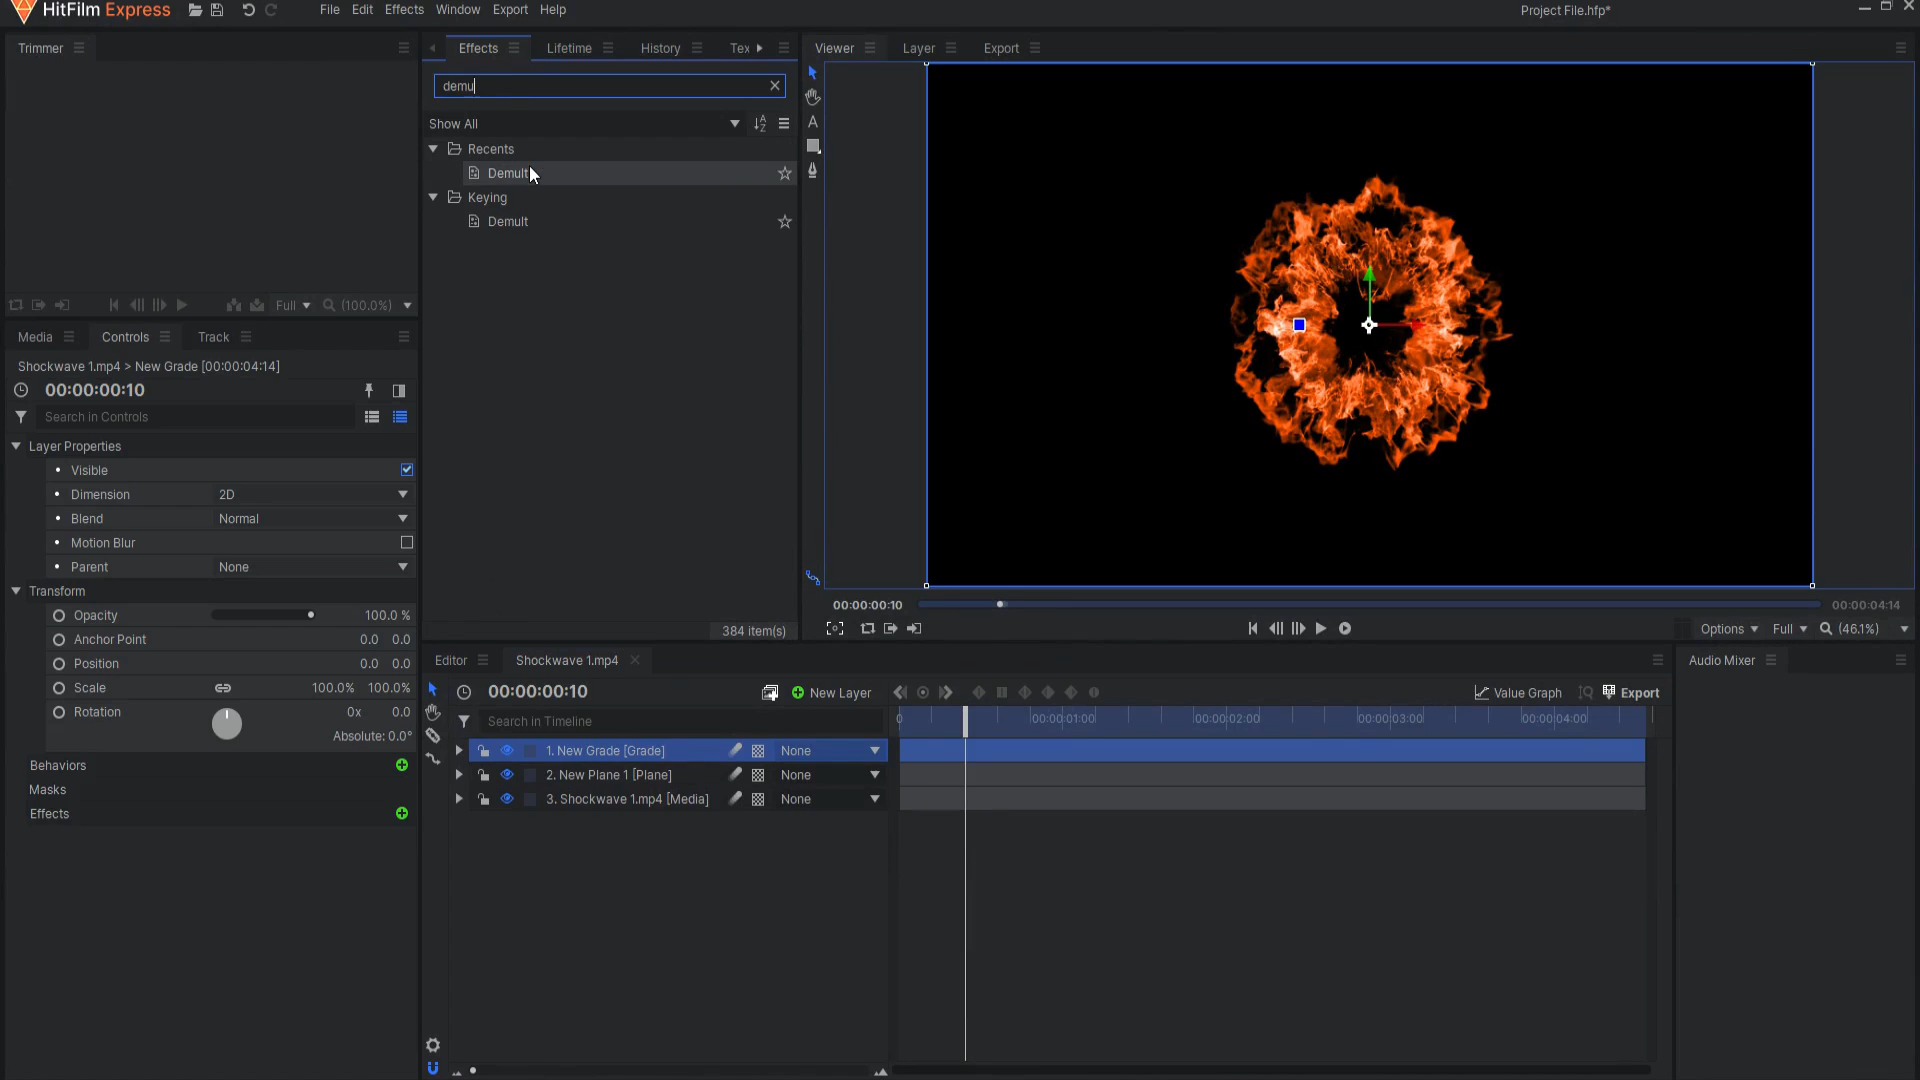 HitFilm Express File Edit Effects Window Export Help Project File.hfp*
Trimmer
Full (100.0%)
Effects Lifetime History Tex
demu
Show All
Recents
Demult
Keying
Demult
384 item(s)
Viewer Layer Export
A
00:00:00:10 00:00:04:14
Options Full (46.1%)
Media Controls Track
Shockwave 1.mp4 > New Grade [00:00:04:14]
00:00:00:10
Search in Controls
Layer Properties
Visible
Dimension 2D
Blend Normal
Motion Blur
Parent None
Transform
Opacity 100.0 %
Anchor Point 0.0 0.0
Position 0.0 0.0
Scale 100.0% 100.0%
Rotation 0x 0.0
Absolute: 0.0°
Behaviors
Masks
Effects
Editor Shockwave 1.mp4
00:00:00:10 New Layer Value Graph Export
Search in Timeline 0 00:00:01:00 00:00:02:00 00:00:03:00 00:00:04:00
1. New Grade [Grade] None
2. New Plane 1 [Plane] None
3. Shockwave 1.mp4 [Media] None
Audio Mixer